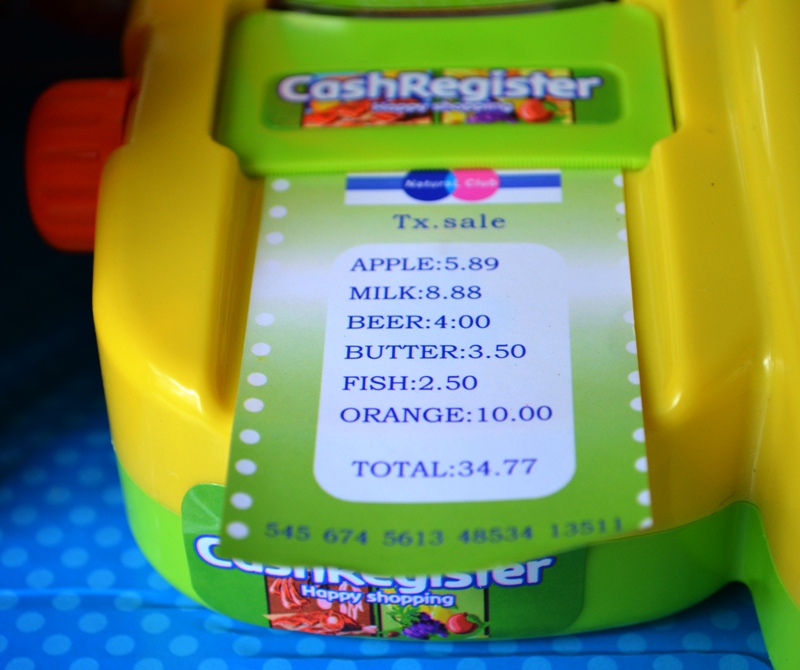 CashRegister
Happy shopping
Natural Club
Tx.sale
APPLE:5.89
MILK:8.88
BEER:4:00
BUTTER:3.50
FISH:2.50
ORANGE:10.00
TOTAL:34.77
545 674 5613 48534 13511
CashRegister
Happy shopping